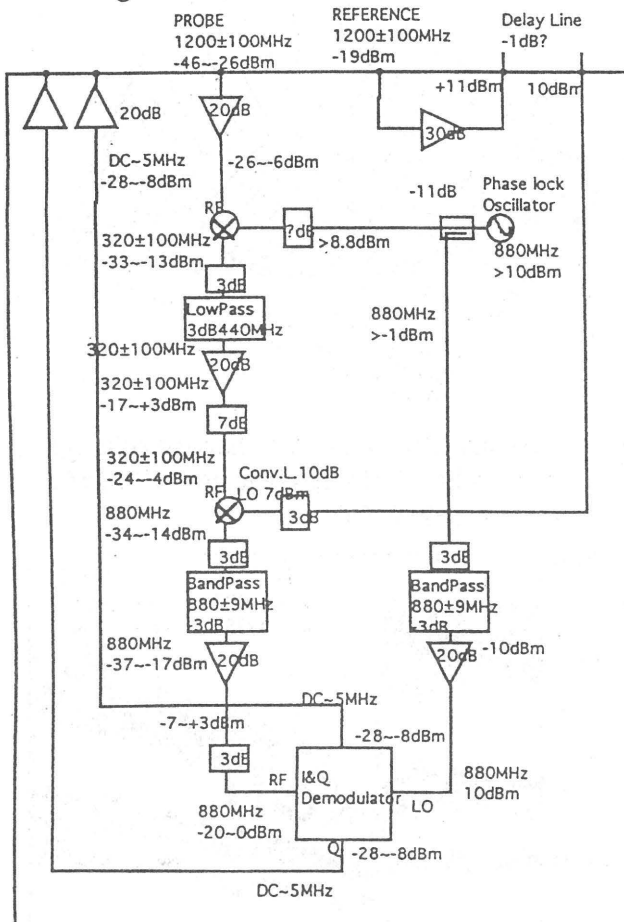 PROBE
1200±100MHz
-46~-26dBm
REFERENCE
1200±100MHz
-19dBm
Delay Line
-1dB?
+11dBm
10dBm
20dB
20dB
30dB
DC~5MHz
-28~-8dBm
-26~-6dBm
-11dB
Phase lock
Oscillator
RF
?dB
>8.8dBm
880MHz
>10dBm
320±100MHz
-33~-13dBm
3dB
880MHz
>-1dBm
LowPass
3dB440MHz
320±100MHz
20dB
320±100MHz
-17~+3dBm
7dB
320±100MHz
-24~-4dBm
Conv.L.10dB
RF
LO 7dBm
3dB
880MHz
-34~-14dBm
3dB
3dB
BandPass
880±9MHz
-3dB
BandPass
880±9MHz
-3dB
880MHz
-37~-17dBm
20dB
20dB
-10dBm
DC~5MHz
-7~+3dBm
-28~-8dBm
3dB
RF
I&Q
Demodulator
LO
880MHz
10dBm
880MHz
-20~0dBm
Q
-28~-8dBm
DC~5MHz